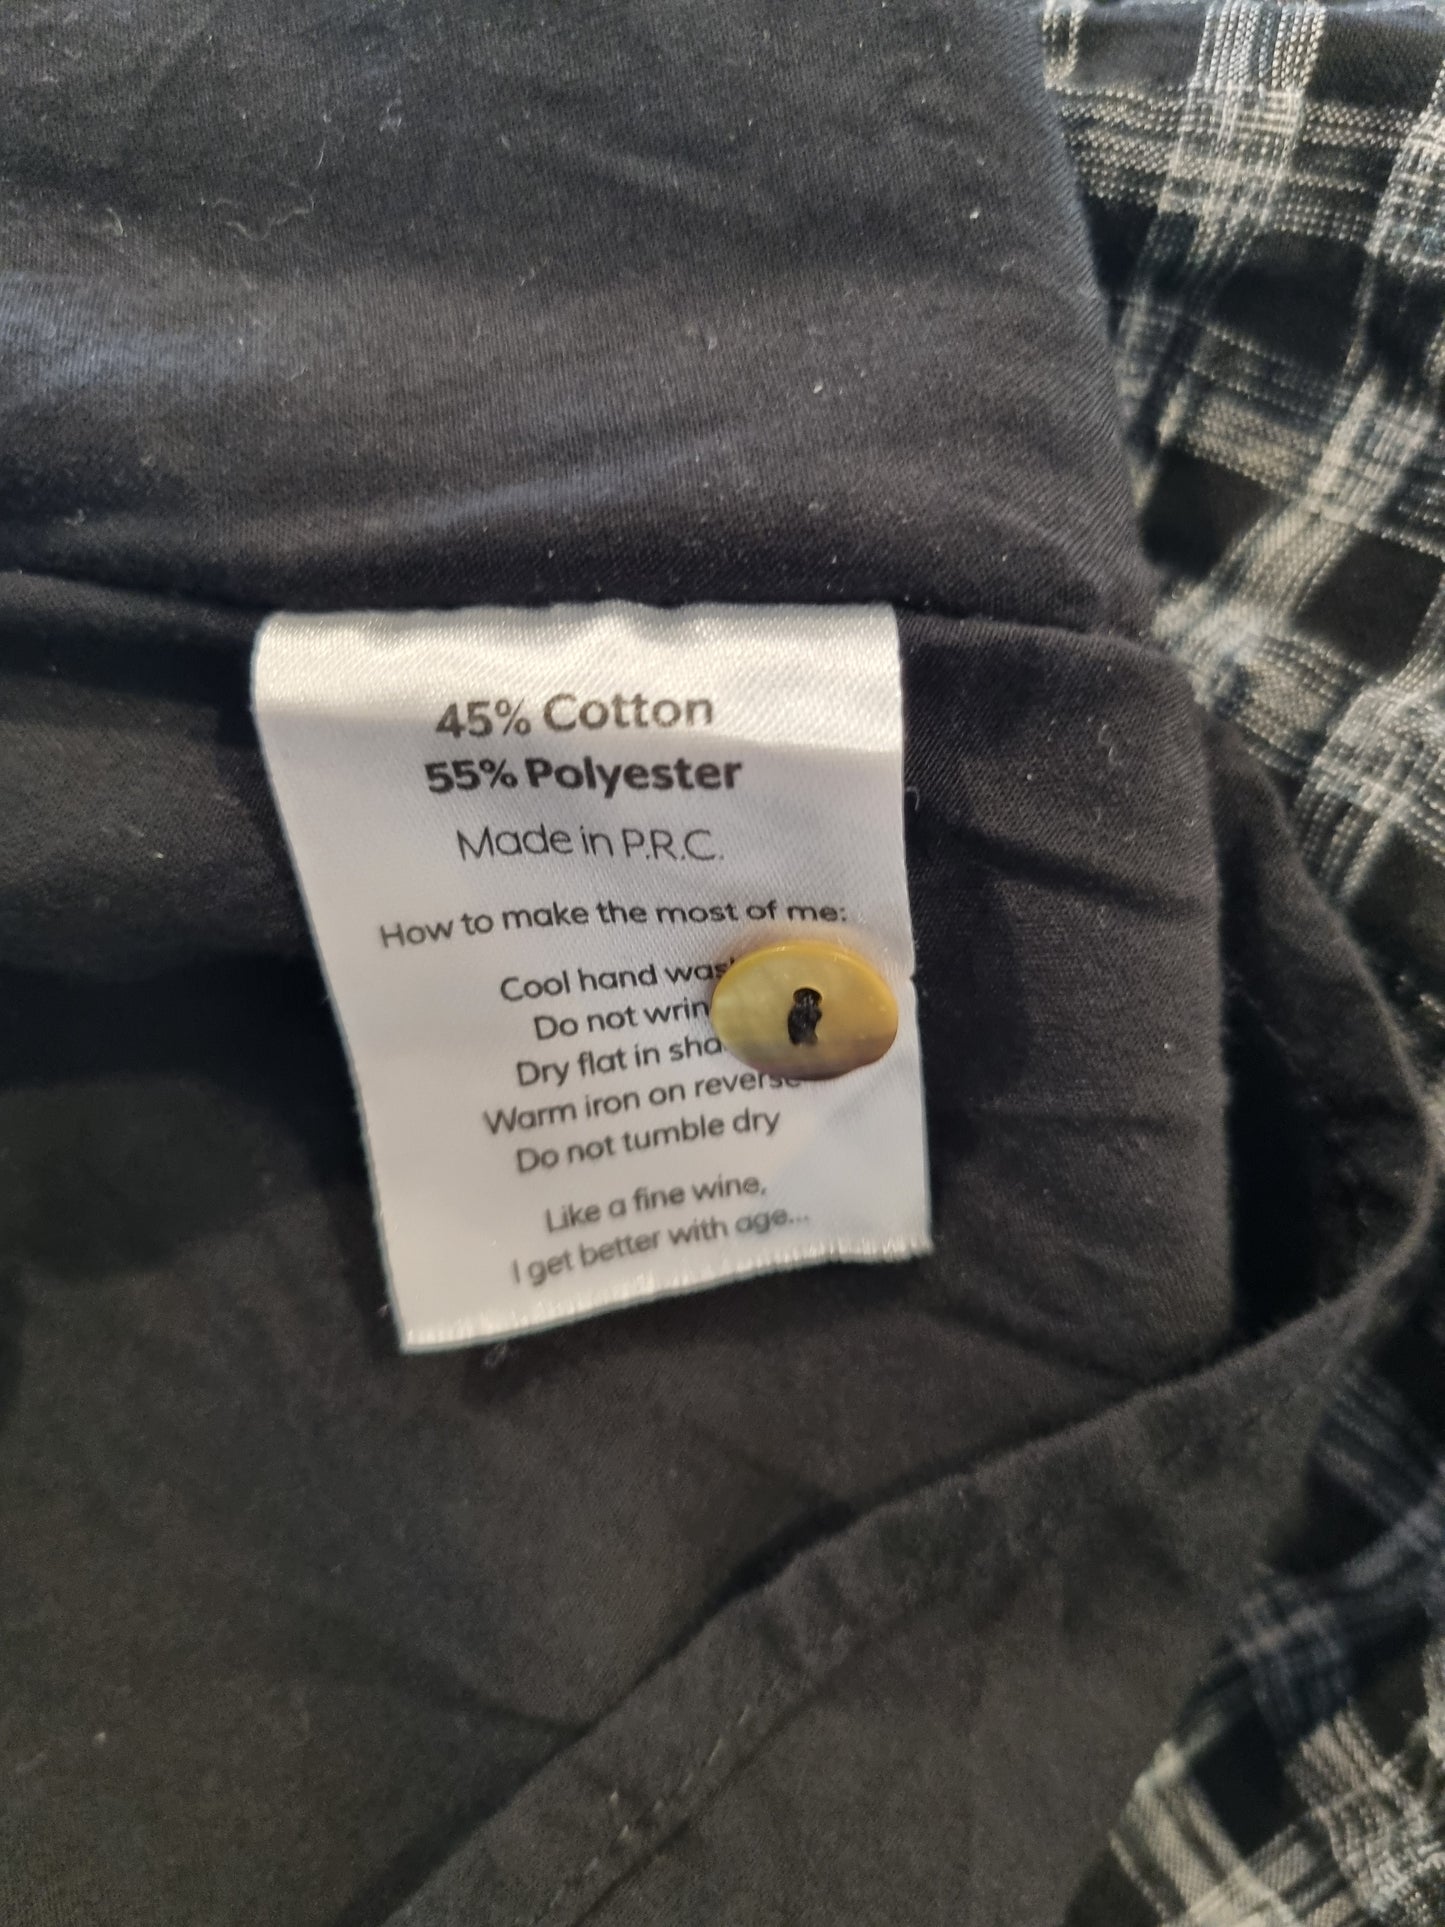 45% Cotton
55% Polyester
Made in P.R.C.
How to make the most of me:
Cool hand
Do not
Dry flat in
Warm iron on reverse
Do not tumble dry
Like a fine wine,
I get better with age...